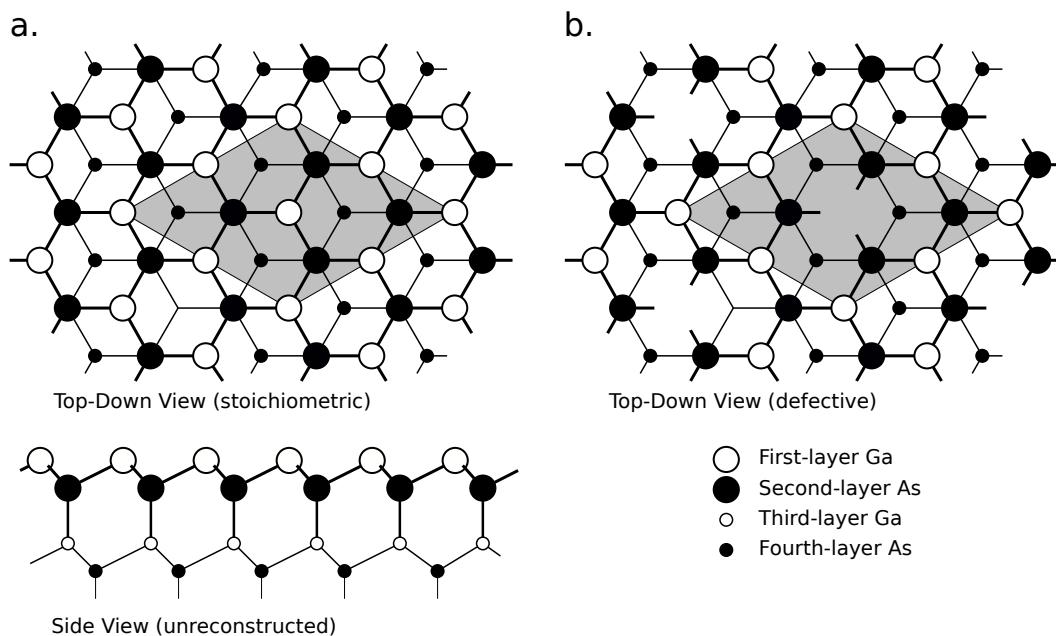 a.
b.
Top-Down View (stoichiometric)
Top-Down View (defective)
First-layer Ga
Second-layer As
Third-layer Ga
Fourth-layer As
Side View (unreconstructed)